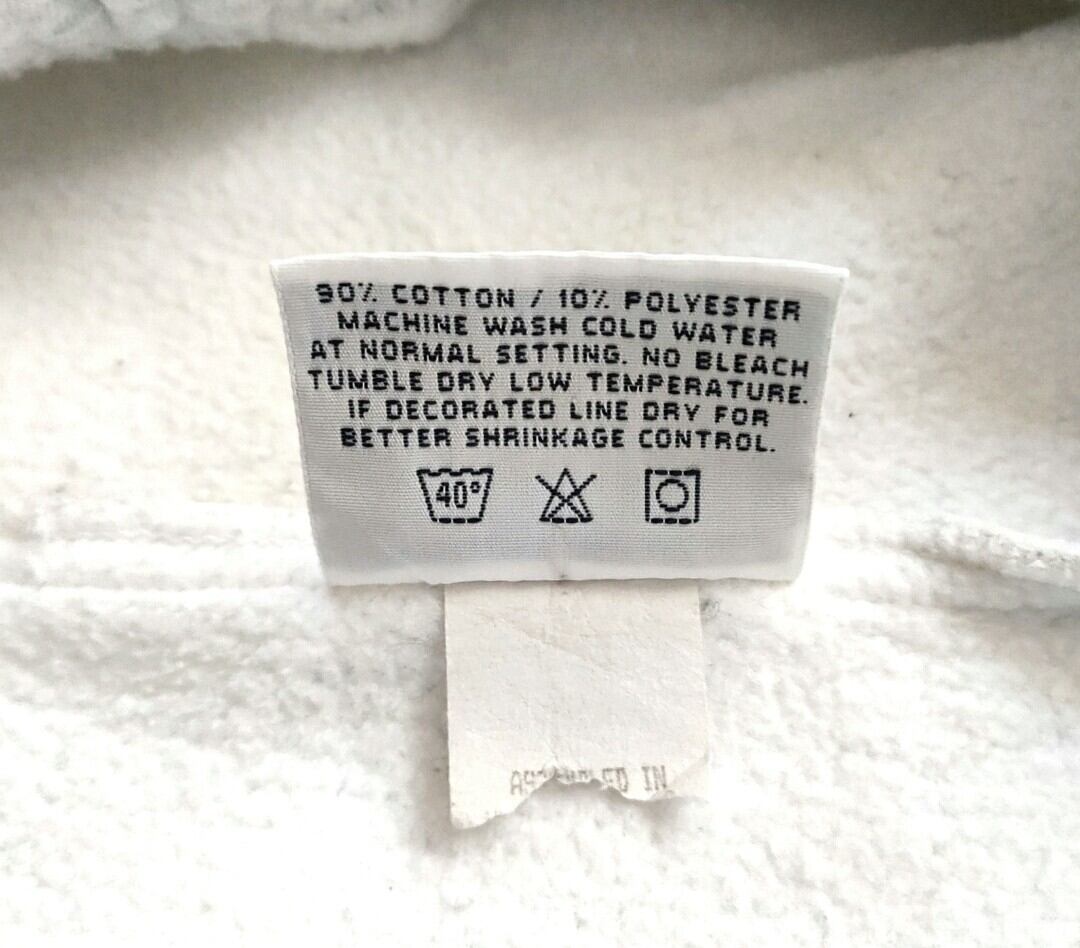 90% COTTON / 10% POLYESTER
MACHINE WASH COLD WATER
AT NORMAL SETTING. NO BLEACH
TUMBLE DRY LOW TEMPERATURE.
IF DECORATED LINE DRY FOR
BETTER SHRINKAGE CONTROL.
40°
IN